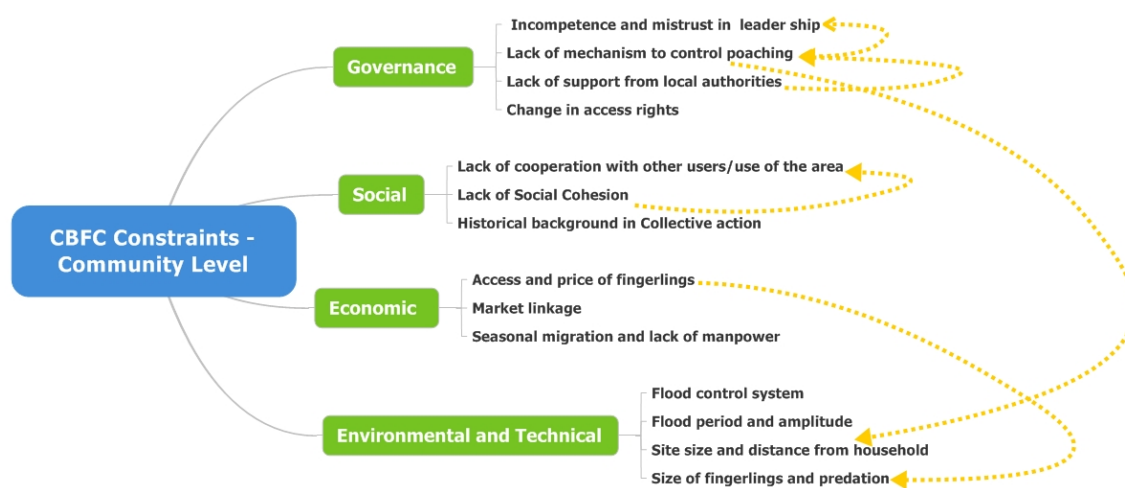 CBFC Constraints -
Community Level
Governance
Incompetence and mistrust in leader ship
Lack of mechanism to control poaching
Lack of support from local authorities
Change in access rights
Social
Lack of cooperation with other users/use of the area
Lack of Social Cohesion
Historical background in Collective action
Economic
Access and price of fingerlings
Market linkage
Seasonal migration and lack of manpower
Environmental and Technical
Flood control system
Flood period and amplitude
Site size and distance from household
Size of fingerlings and predation